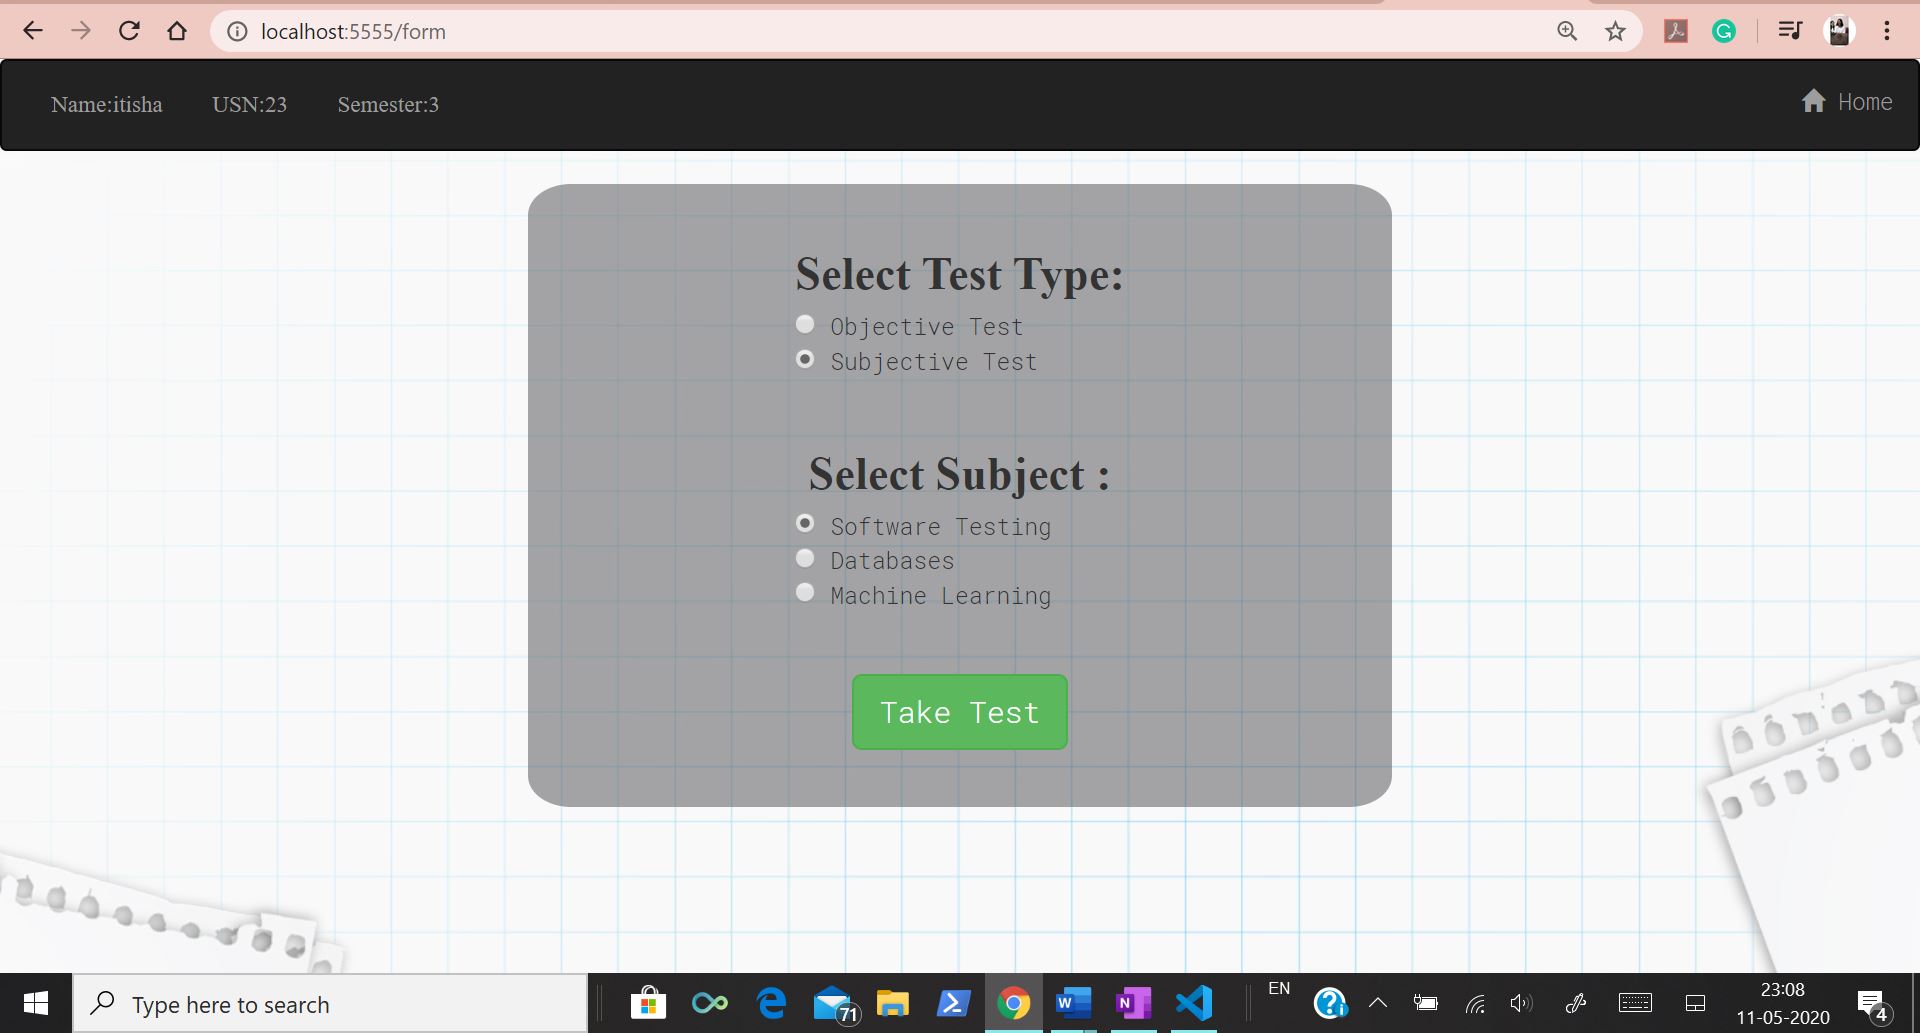 localhost:5555/form
Name:itisha USN:23 Semester:3 Home
Select Test Type:
Objective Test
Subjective Test
Select Subject :
Software Testing
Databases
Machine Learning
Take Test
Type here to search
71
EN
23:08
11-05-2020
4